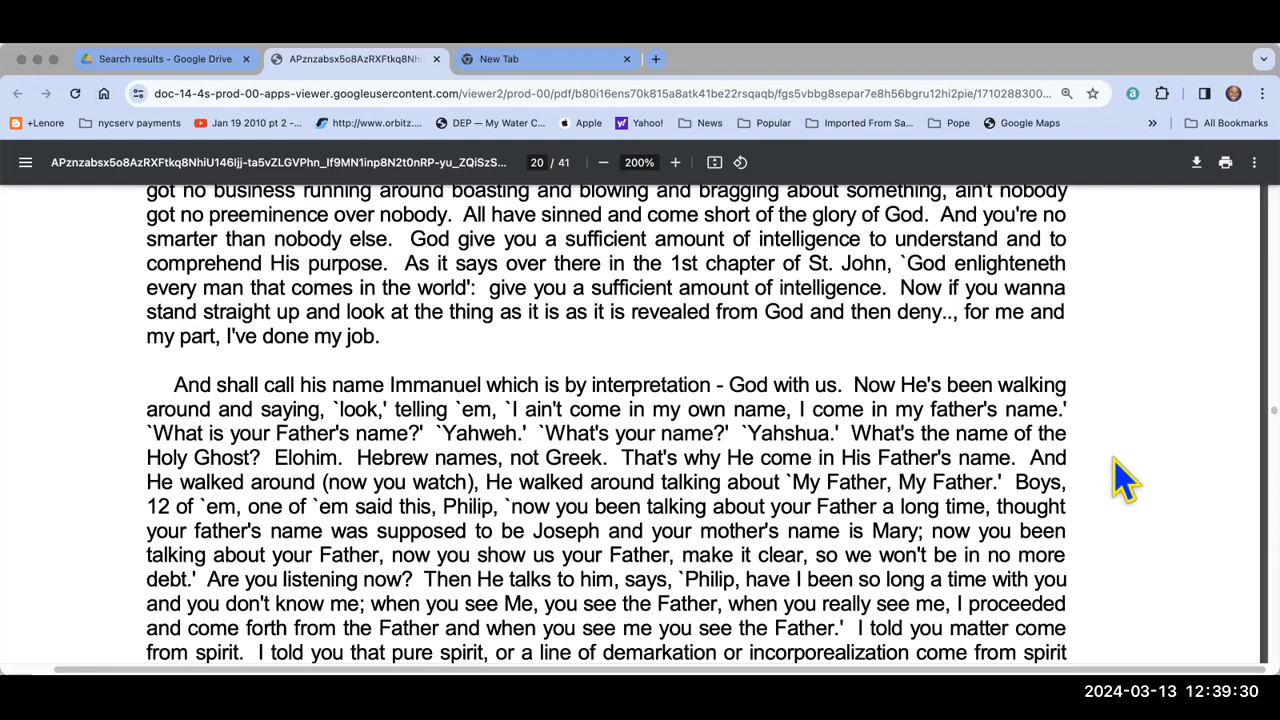 Search results - Google Drive
APznzabsx5o8AzRXFtkq8Nh
New Tab
doc-14-4s-prod-00-apps-viewer.googleusercontent.com/viewer2/prod-00/pdf/b80i16ens70k815a8atk41be22rsqaqb/fgs5vbbg8separ7e8h56bgru12hi2pie/1710288300...
+Lenore
nycserv payments
Jan 19 2010 pt 2 -...
http://www.orbitz....
DEP — My Water C...
Apple
Yahoo!
News
Popular
Imported From Sa...
Pope
Google Maps
All Bookmarks
20 / 41
200%
got no business running around boasting and blowing and bragging about something, ain't nobody
got no preeminence over nobody. All have sinned and come short of the glory of God. And you're no
smarter than nobody else. God give you a sufficient amount of intelligence to understand and to
comprehend His purpose. As it says over there in the 1st chapter of St. John, `God enlighteneth
every man that comes in the world': give you a sufficient amount of intelligence. Now if you wanna
stand straight up and look at the thing as it is as it is revealed from God and then deny.., for me and
my part, I've done my job.
And shall call his name Immanuel which is by interpretation - God with us. Now He's been walking
around and saying, `look,' telling `em, `I ain't come in my own name, I come in my father's name.'
`What is your Father's name?' `Yahweh.' `What's your name?' `Yahshua.' What's the name of the
Holy Ghost? Elohim. Hebrew names, not Greek. That's why He come in His Father's name. And
He walked around (now you watch), He walked around talking about `My Father, My Father.' Boys,
12 of `em, one of `em said this, Philip, `now you been talking about your Father a long time, thought
your father's name was supposed to be Joseph and your mother's name is Mary; now you been
talking about your Father, now you show us your Father, make it clear, so we won't be in no more
debt.' Are you listening now? Then He talks to him, says, `Philip, have I been so long a time with you
and you don't know me; when you see Me, you see the Father, when you really see me, I proceeded
and come forth from the Father and when you see me you see the Father.' I told you matter come
from spirit. I told you that pure spirit, or a line of demarkation or incorporealization come from spirit
2024-03-13 12:39:30